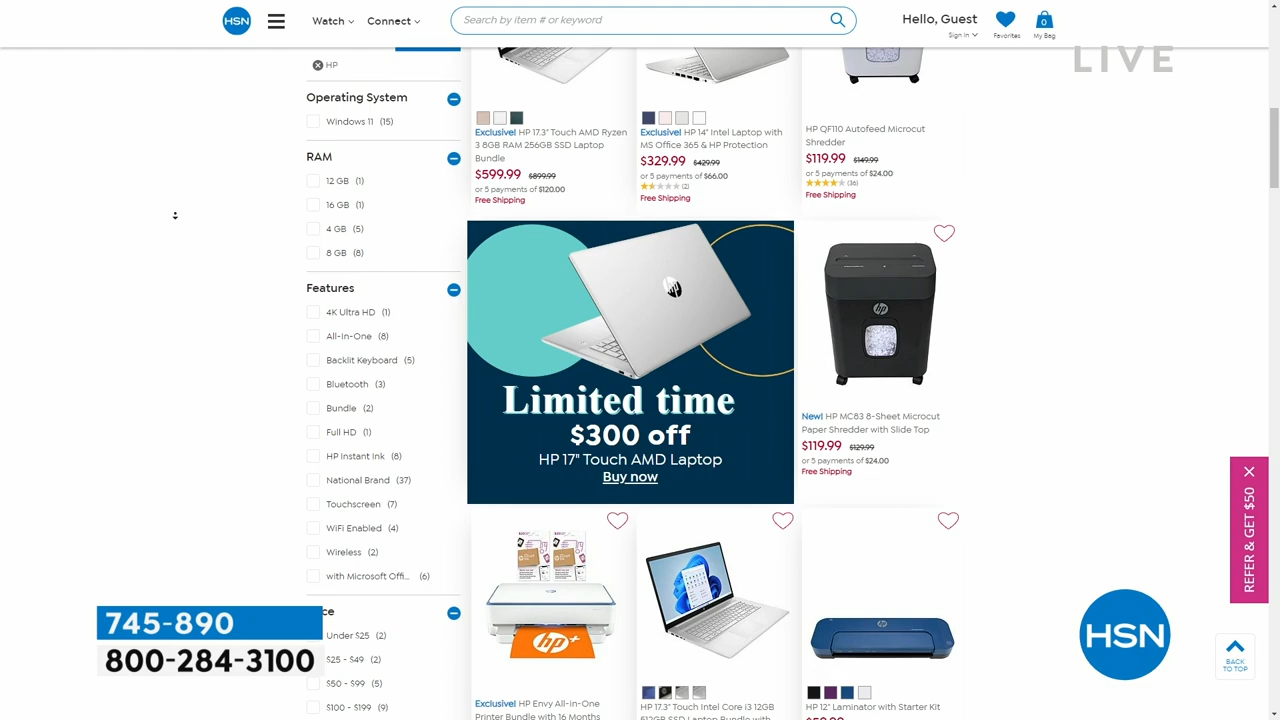 HSN
Watch
Connect
Search by item # or keyword
Hello, Guest
Sign In
Favorites
0
My Bag
LIVE
HP
Operating System
Windows 11 (15)
RAM
12 GB (1)
16 GB (1)
4 GB (5)
8 GB (8)
Features
4K Ultra HD (1)
All-In-One (8)
Backlit Keyboard (5)
Bluetooth (3)
Bundle (2)
Full HD (1)
HP Instant Ink (8)
National Brand (37)
Touchscreen (7)
WiFi Enabled (4)
Wireless (2)
with Microsoft Offi... (6)
ce
Under $25 (2)
$25 - $49 (2)
$50 - $99 (5)
$100 - $199 (9)
Exclusive! HP 17.3" Touch AMD Ryzen
3 8GB RAM 256GB SSD Laptop
Bundle
$599.99 $899.99
or 5 payments of $120.00
Free Shipping
Exclusive! HP 14" Intel Laptop with
MS Office 365 & HP Protection
$329.99 $429.99
or 5 payments of $66.00
(2)
Free Shipping
HP QF110 Autofeed Microcut
Shredder
$119.99 $149.99
or 5 payments of $24.00
(36)
Free Shipping
hp
Limited time
$300 off
HP 17" Touch AMD Laptop
Buy now
hp
New! HP MC83 8-Sheet Microcut
Paper Shredder with Slide Top
$119.99 $129.99
or 5 payments of $24.00
Free Shipping
hp+
Exclusive! HP Envy All-in-One
Printer Bundle with 16 Months
HP 17.3" Touch Intel Core i3 12GB
512GB SSD Laptop Bundle with
hp
HP 12" Laminator with Starter Kit
REFER & GET $50
745-890
800-284-3100
HSN
BACK
TO TOP